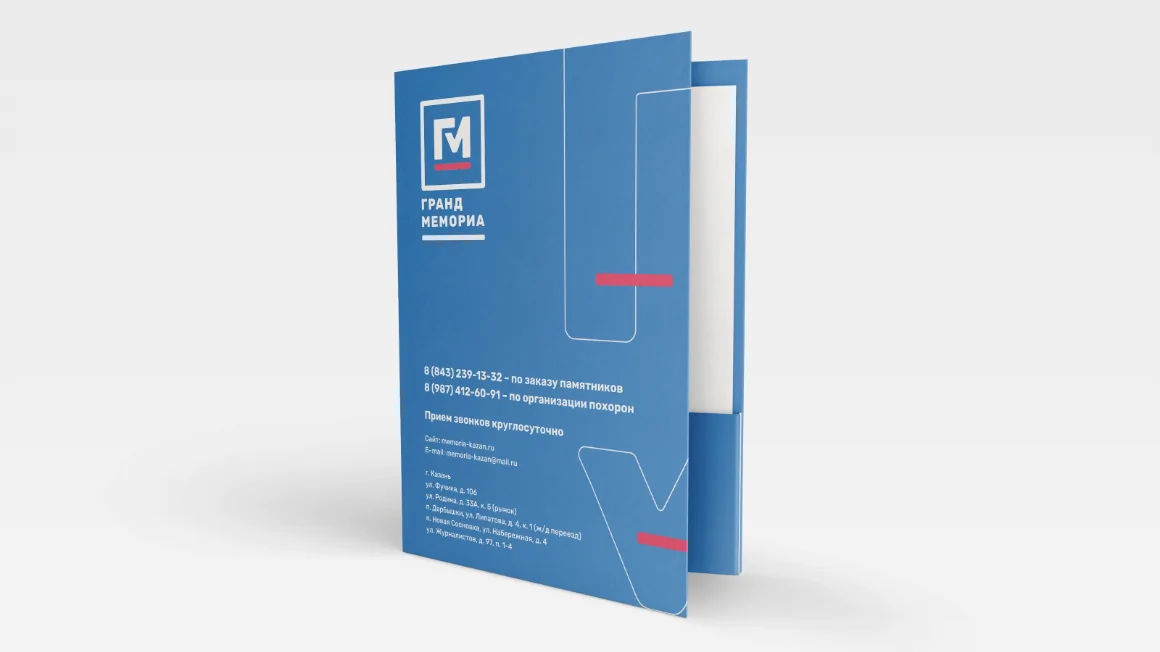 ГМ
ГРАНД
МЕМОРИА
8 (843) 239-13-32 – по заказу памятников
8 (987) 412-60-91 – по организации похорон
Прием звонков круглосуточно
Сайт: memoria-kazan.ru
E-mail: memoria-kazan@mail.ru
г. Казань
ул. Фучика, д. 106
ул. Родина, д. 33А, к. 5 (рынок)
п. Дербышки, ул. Липатова, д. 4, к. 1 (ж/д переезд)
п. Новая Сосновка, ул. Набережная, д. 4
ул. Журналистов, д. 97, п. 1-4